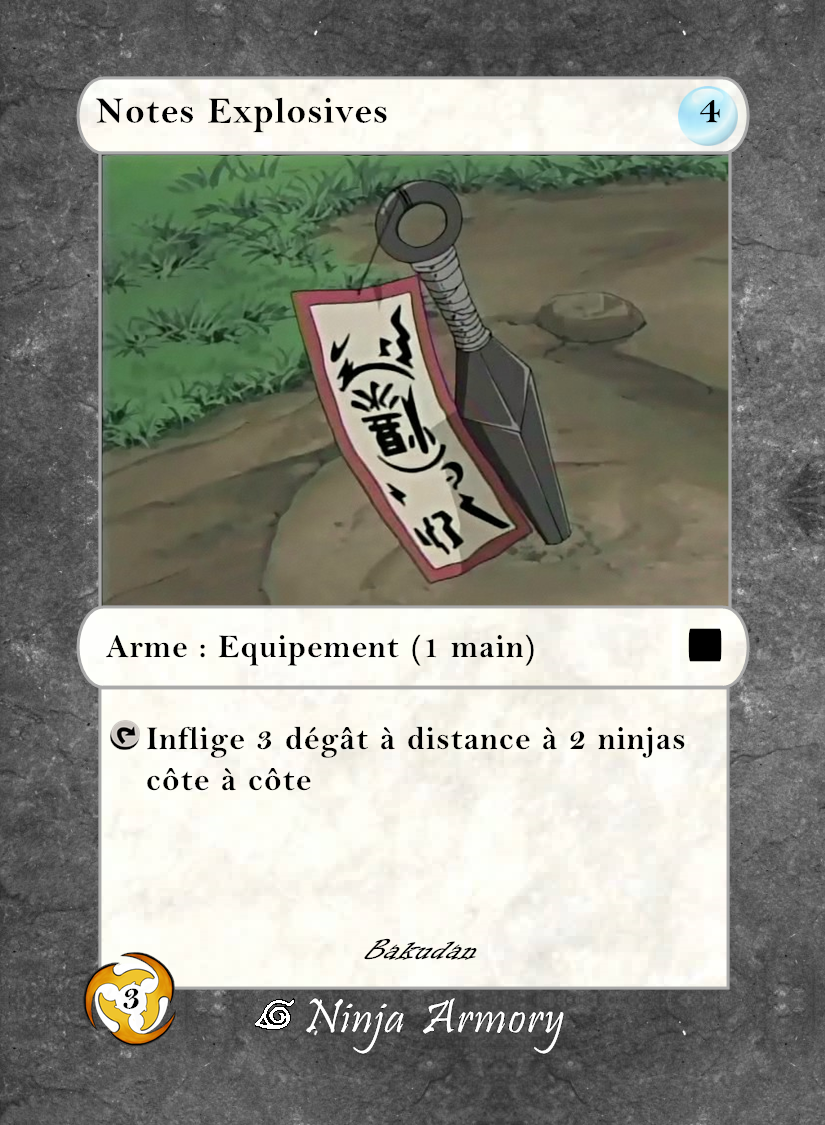 Notes Explosives
4
Arme : Equipement (1 main)
Inflige 3 dégât à distance à 2 ninjas
côte à côte
Bakudan
3
Ninja Armory